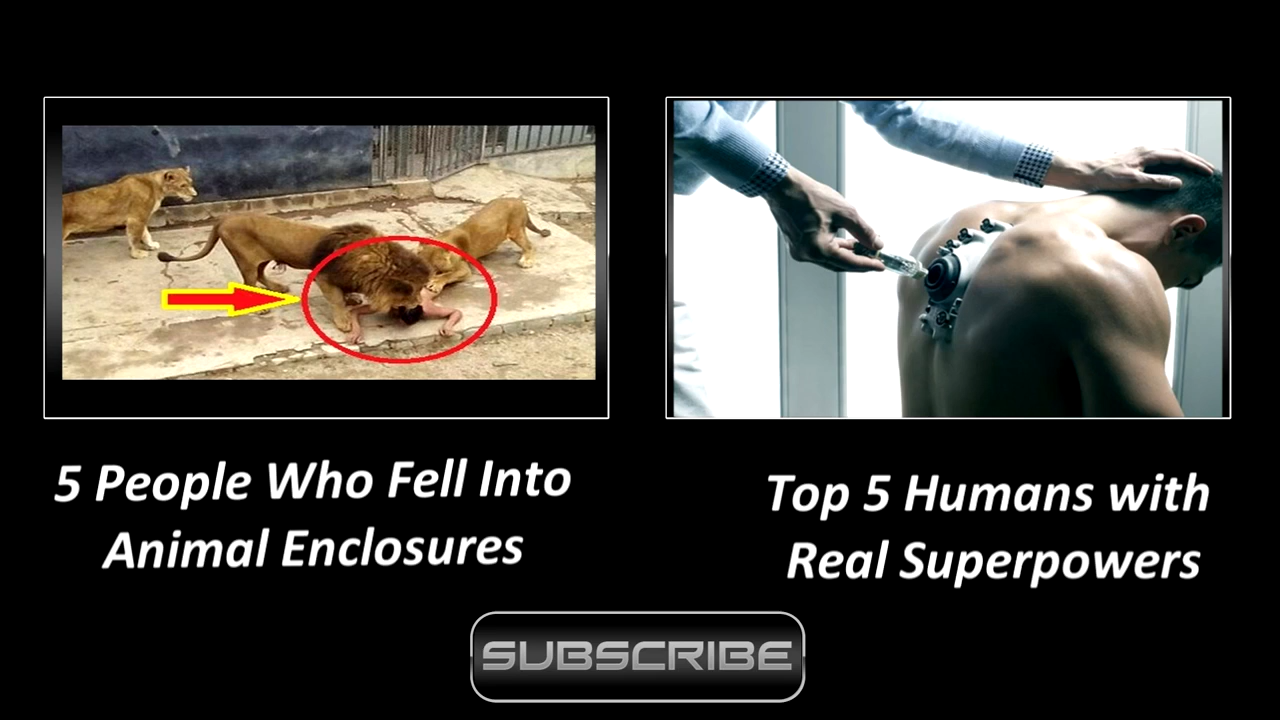 5 People Who Fell Into
Animal Enclosures
Top 5 Humans with
Real Superpowers
SUBSCRIBE